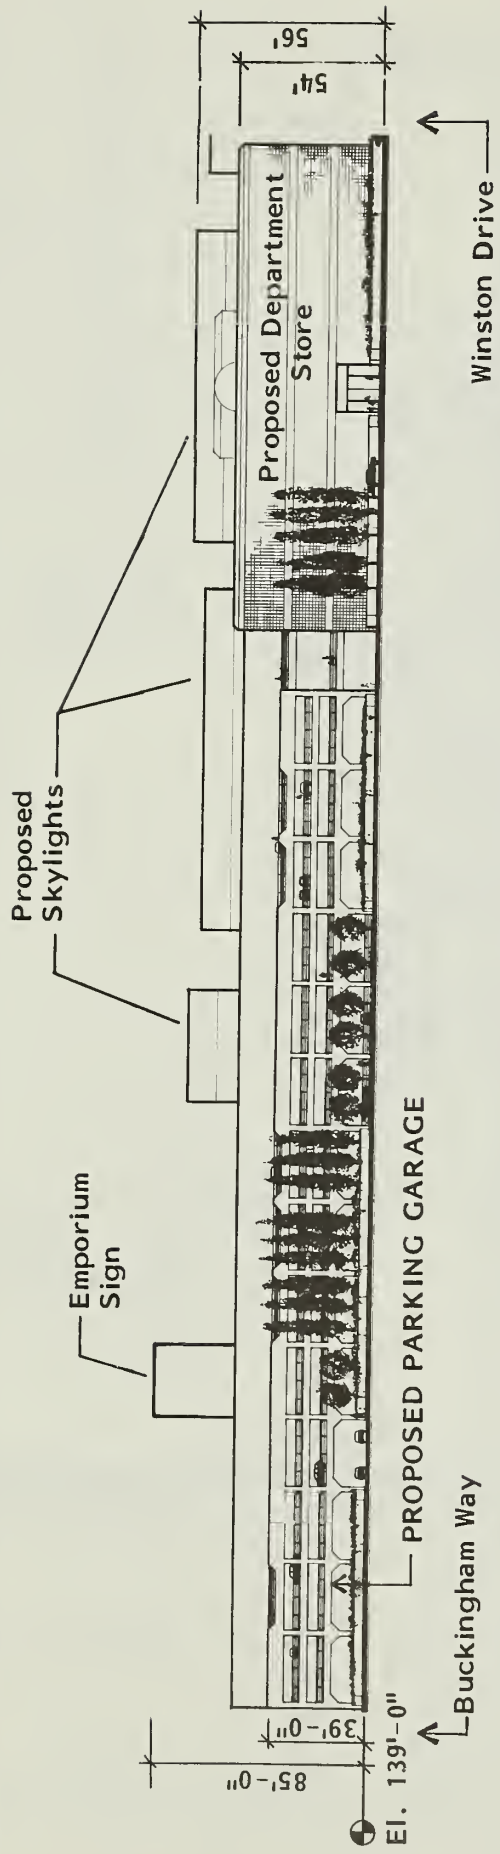 Proposed
Skylights
Emporium
Sign
56'
54'
Proposed Department
Store
85'-0"
39'-0"
El. 139'-0"
PROPOSED PARKING GARAGE
Buckingham Way
Winston Drive